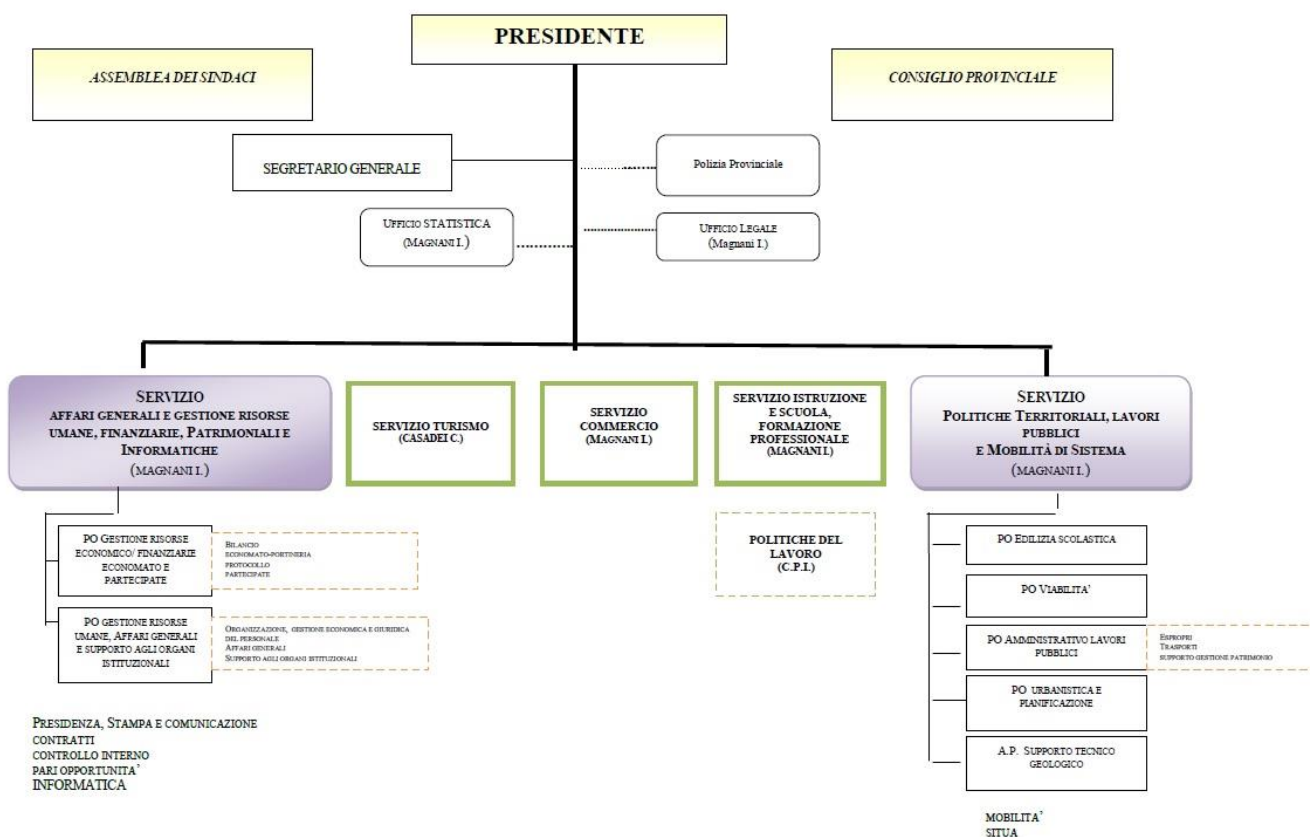 PRESIDENTE
ASSEMBLEA DEI SINDACI
CONSIGLIO PROVINCIALE
SEGRETARIO GENERALE
Polizia Provinciale
UFFICIO STATISTICA
(MAGNANI I.)
UFFICIO LEGALE
(Magnani I.)
SERVIZIO
AFFARI GENERALI E GESTIONE RISORSE
UMANE, FINANZIARIE, PATRIMONIALI E
INFORMATICHE
(MAGNANI I.)
SERVIZIO TURISMO
(CASADEI C.)
SERVIZIO
COMMERCIO
(MAGNANI I.)
SERVIZIO ISTRUZIONE
E SCUOLA,
FORMAZIONE
PROFESSIONALE
(MAGNANI I.)
SERVIZIO
POLITICHE TERRITORIALI, LAVORI
PUBBLICI
E MOBILITÀ DI SISTEMA
(MAGNANI I.)
PO GESTIONE RISORSE
ECONOMICO/ FINANZIARIE
ECONOMATO E
PARTECIPATE
BILANCIO
ECONOMATO-PORTINERIA
PROTOCOLLO
PARTECIPATE
PO GESTIONE RISORSE
UMANE, AFFARI GENERALI
E SUPPORTO AGLI ORGANI
ISTITUZIONALI
ORGANIZZAZIONE, GESTIONE ECONOMICA E GIURIDICA
DEL PERSONALE
AFFARI GENERALI
SUPPORTO AGLI ORGANI ISTITUZIONALI
PRESIDENZA, STAMPA E COMUNICAZIONE
CONTRATTI
CONTROLLO INTERNO
PARI OPPORTUNITA'
INFORMATICA
POLITICHE DEL
LAVORO
(C.P.I.)
PO EDILIZIA SCOLASTICA
PO VIABILITA'
PO AMMINISTRATIVO LAVORI
PUBBLICI
ESPROPRI
TRASPORTI
SUPPORTO GESTIONE PATRIMONIO
PO URBANISTICA E
PIANIFICAZIONE
A.P. SUPPORTO TECNICO
GEOLOGICO
MOBILITA'
SITUA